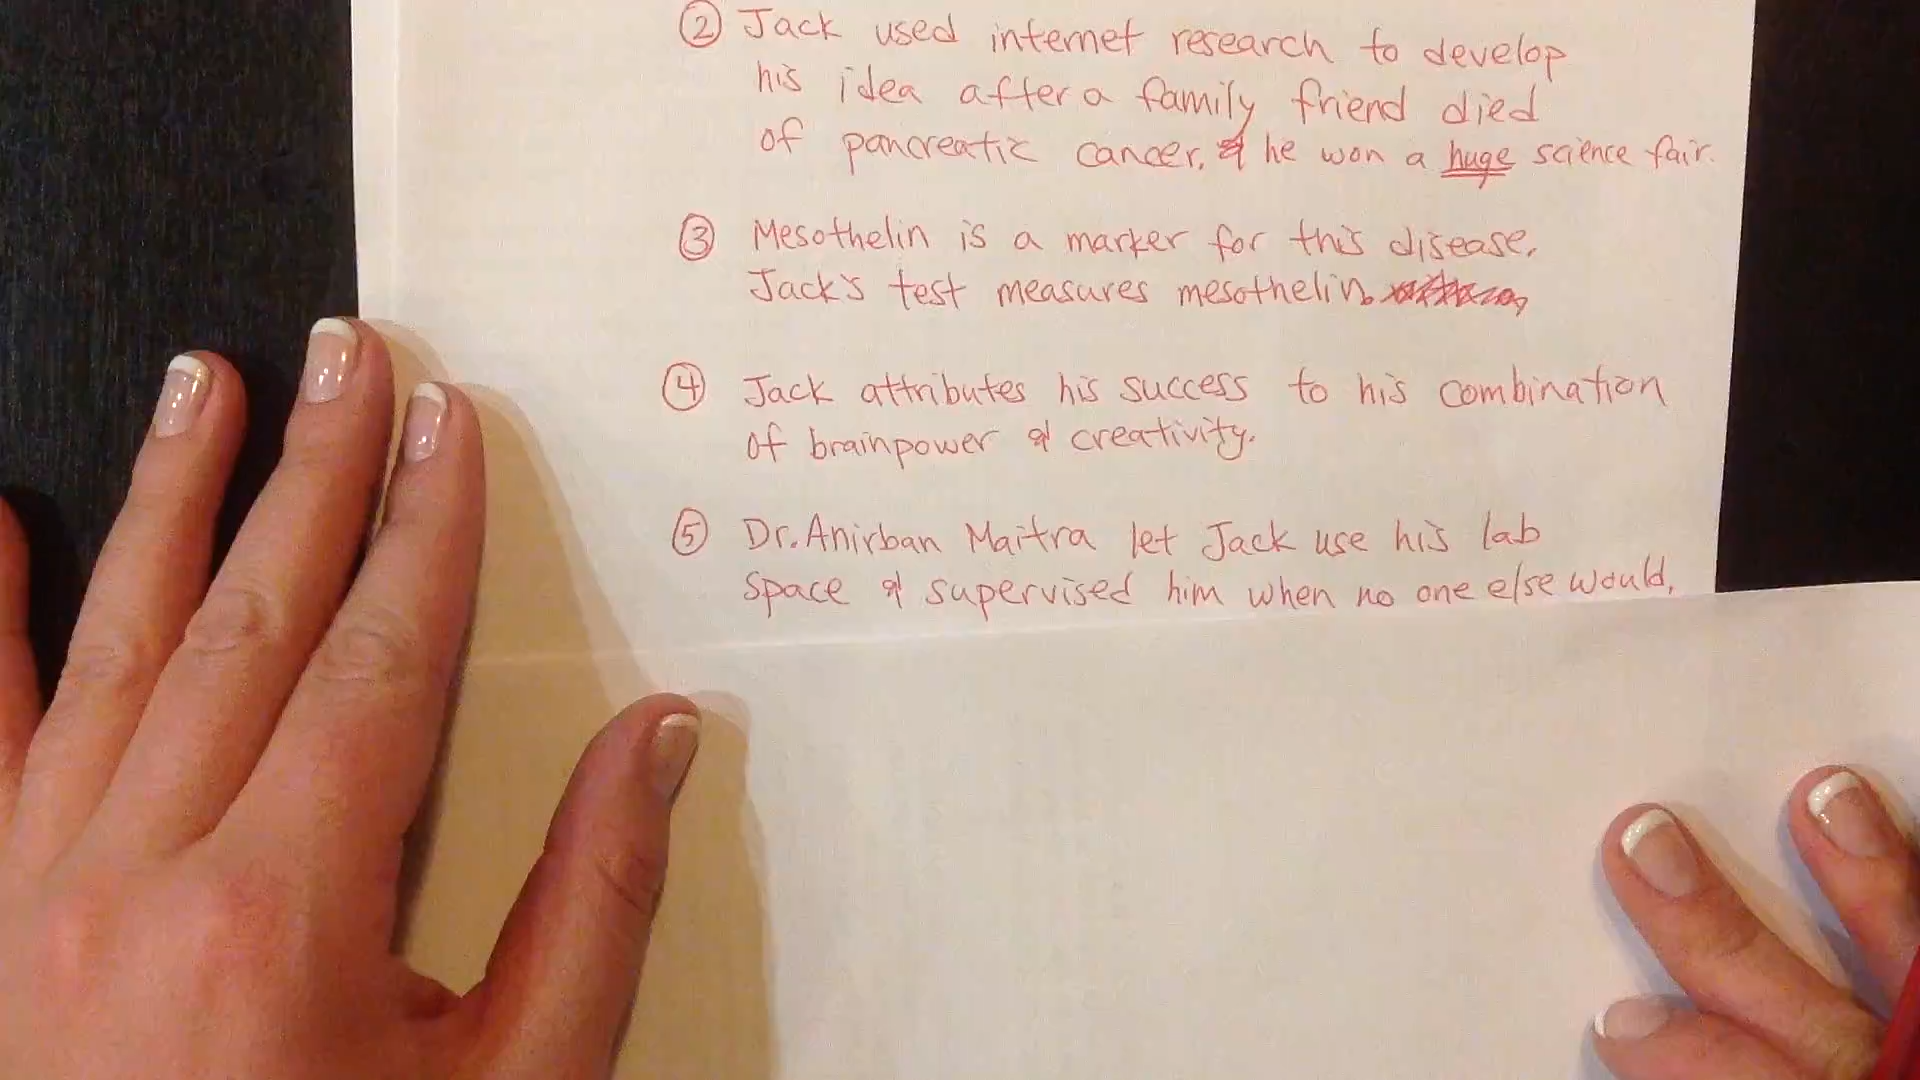 ② Jack used internet research to develop
his idea after a family friend died
of pancreatic cancer. & he won a huge science fair.
③ Mesothelin is a marker for this disease.
Jack's test measures mesothelin.
④ Jack attributes his success to his combination
of brainpower & creativity.
⑤ Dr. Anirban Maitra let Jack use his lab
space & supervised him when no one else would.